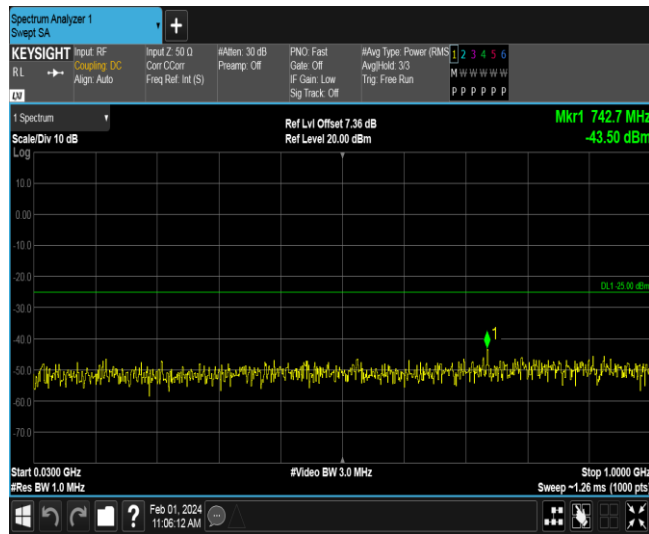 Spectrum Analyzer 1
Swept SA
+
KEYSIGHT
RL
LXI
Input: RF
Coupling: DC
Align: Auto
Input Z: 50 Ω
Corr CCorr
Freq Ref: Int (S)
#Atten: 30 dB
Preamp: Off
PNO: Fast
Gate: Off
IF Gain: Low
Sig Track: Off
#Avg Type: Power (RMS
Avg|Hold: 3/3
Trig: Free Run
1 2 3 4 5 6
M W W W W W
P P P P P P
1 Spectrum
Scale/Div 10 dB
Log
Ref Lvl Offset 7.36 dB
Ref Level 20.00 dBm
Mkr1 742.7 MHz
-43.50 dBm
10.0
0.00
-10.0
-20.0
DL1 -25.00 dBm
-30.0
-40.0
1
-50.0
-60.0
-70.0
Start 0.0300 GHz
#Res BW 1.0 MHz
#Video BW 3.0 MHz
Stop 1.0000 GHz
Sweep ~1.26 ms (1000 pts)
?
Feb 01, 2024
11:06:12 AM